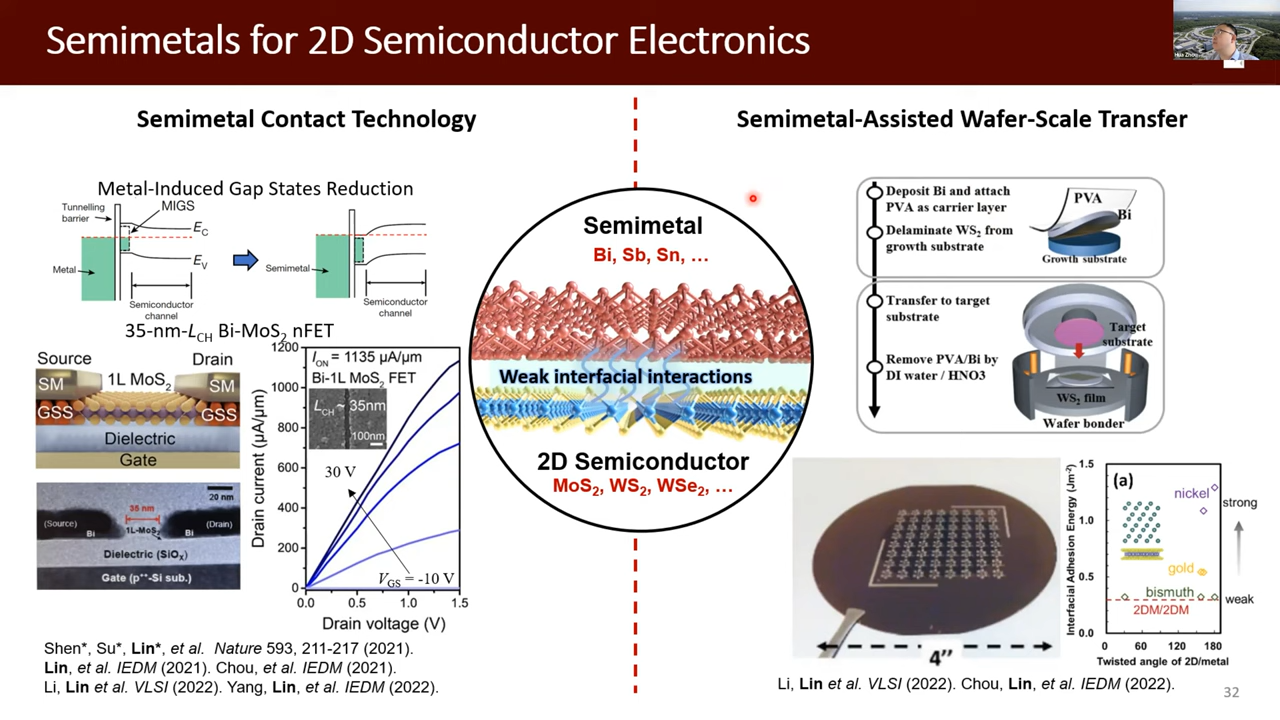 Semimetals for 2D Semiconductor Electronics
Hua Zhou
Semimetal Contact Technology
Metal-Induced Gap States Reduction
Tunnelling
barrier
MIGS
E_C
E_V
Metal
Semiconductor
channel
Semimetal
Semiconductor
channel
35-nm-L_CH Bi-MoS₂ nFET
Source
Drain
1L MoS₂
SM
SM
GSS
GSS
Dielectric
Gate
20 nm
35 nm
(Source)
(Drain)
Bi
1L-MoS₂
Bi
Dielectric (SiOₓ)
Gate (p⁺⁺-Si sub.)
Drain current (µA/µm)
1200
1000
800
600
400
200
0
I_ON = 1135 µA/µm
Bi-1L MoS₂ FET
L_CH ~ 35nm
100nm
30 V
V_GS = -10 V
0.0
0.5
1.0
1.5
Drain voltage (V)
Shen*, Su*, Lin*, et al. Nature 593, 211-217 (2021).
Lin, et al. IEDM (2021). Chou, et al. IEDM (2021).
Li, Lin et al. VLSI (2022). Yang, Lin, et al. IEDM (2022).
Semimetal
Bi, Sb, Sn, …
Weak interfacial interactions
2D Semiconductor
MoS₂, WS₂, WSe₂, …
Semimetal-Assisted Wafer-Scale Transfer
Deposit Bi and attach
PVA as carrier layer
Delaminate WS₂ from
growth substrate
PVA
Bi
Growth substrate
Transfer to target
substrate
Remove PVA/Bi by
DI water / HNO3
Target
substrate
WS₂ film
Wafer bonder
4’’
Interfacial Adhesion Energy (Jm⁻²)
1.5
1.0
0.5
0.0
(a)
nickel
gold
bismuth
2DM/2DM
strong
weak
0
60
120
180
Twisted angle of 2D/metal
Li, Lin et al. VLSI (2022). Chou, Lin, et al. IEDM (2022).
32